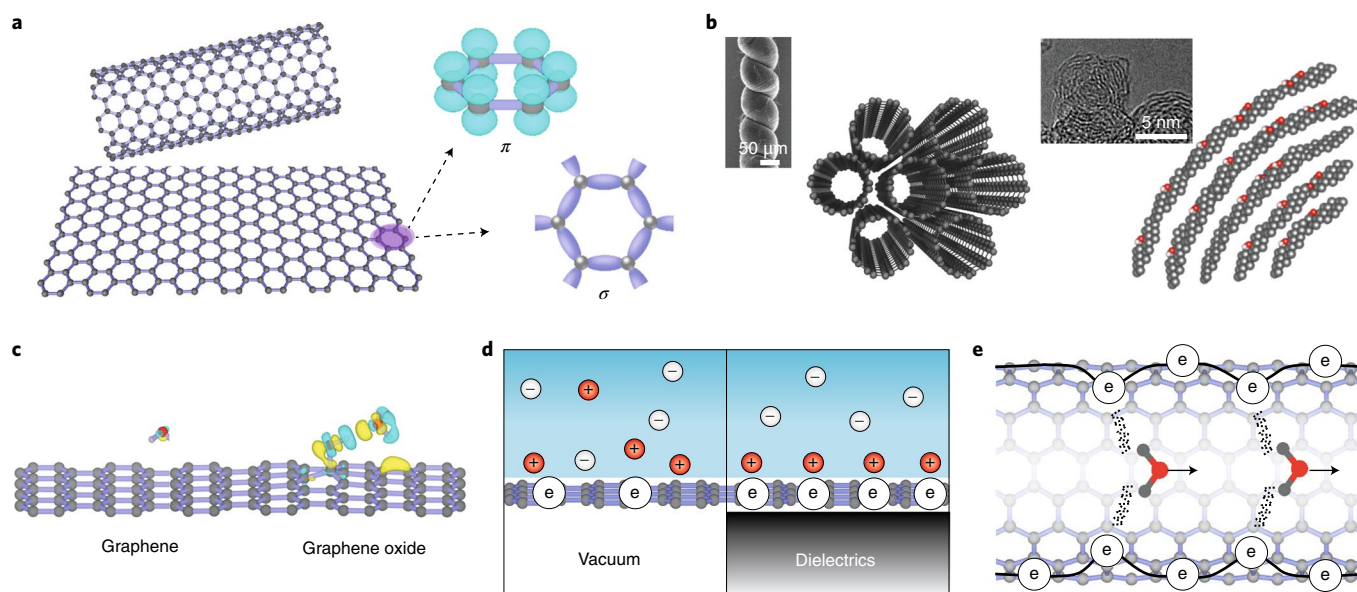 a
π
σ
b
50 μm
5 nm
c
Graphene
Graphene oxide
d
−
+
−
−
+
−
+
+
e
e
Vacuum
−
−
−
−
+
+
+
+
e
e
e
e
Dielectrics
e
e
e
e
e
e
e
e
e
e